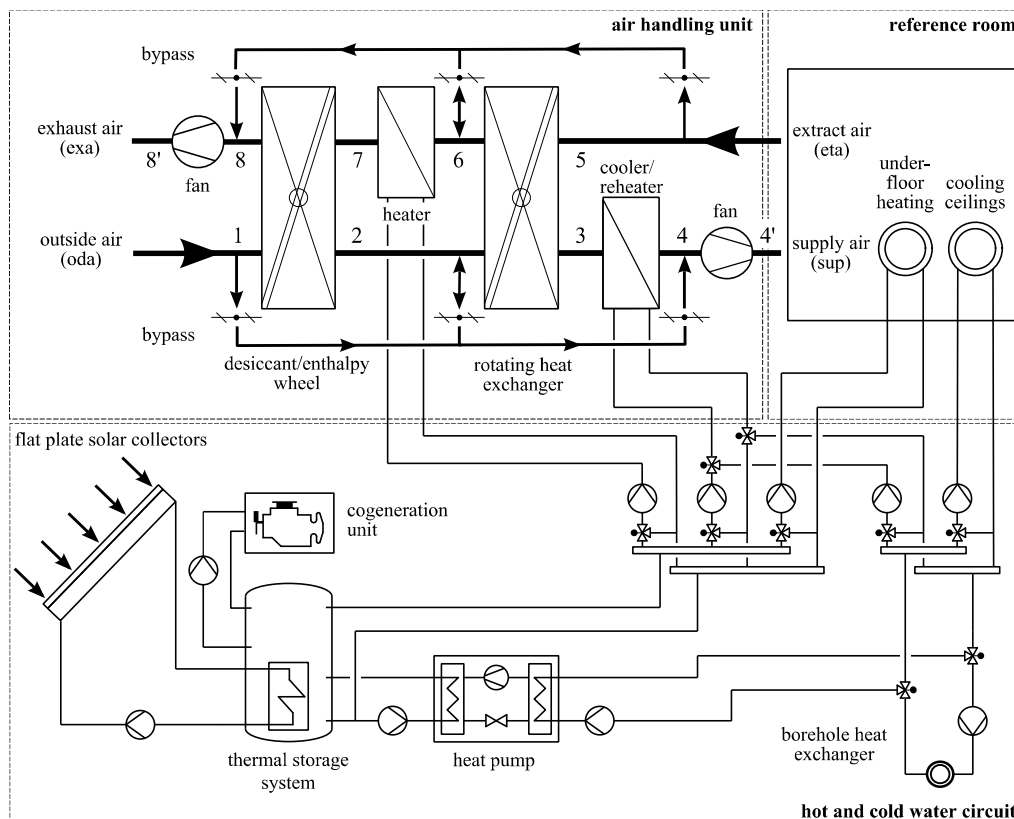 air handling unit
reference room
bypass
exhaust air
(exa)
8'
fan
8
7
heater
6
5
cooler/
reheater
extract air
(eta)
under-
floor
heating
cooling
ceilings
outside air
(oda)
1
2
3
4
fan
4'
supply air
(sup)
bypass
desiccant/enthalpy
wheel
rotating heat
exchanger
flat plate solar collectors
cogeneration
unit
thermal storage
system
heat pump
borehole heat
exchanger
hot and cold water circuit